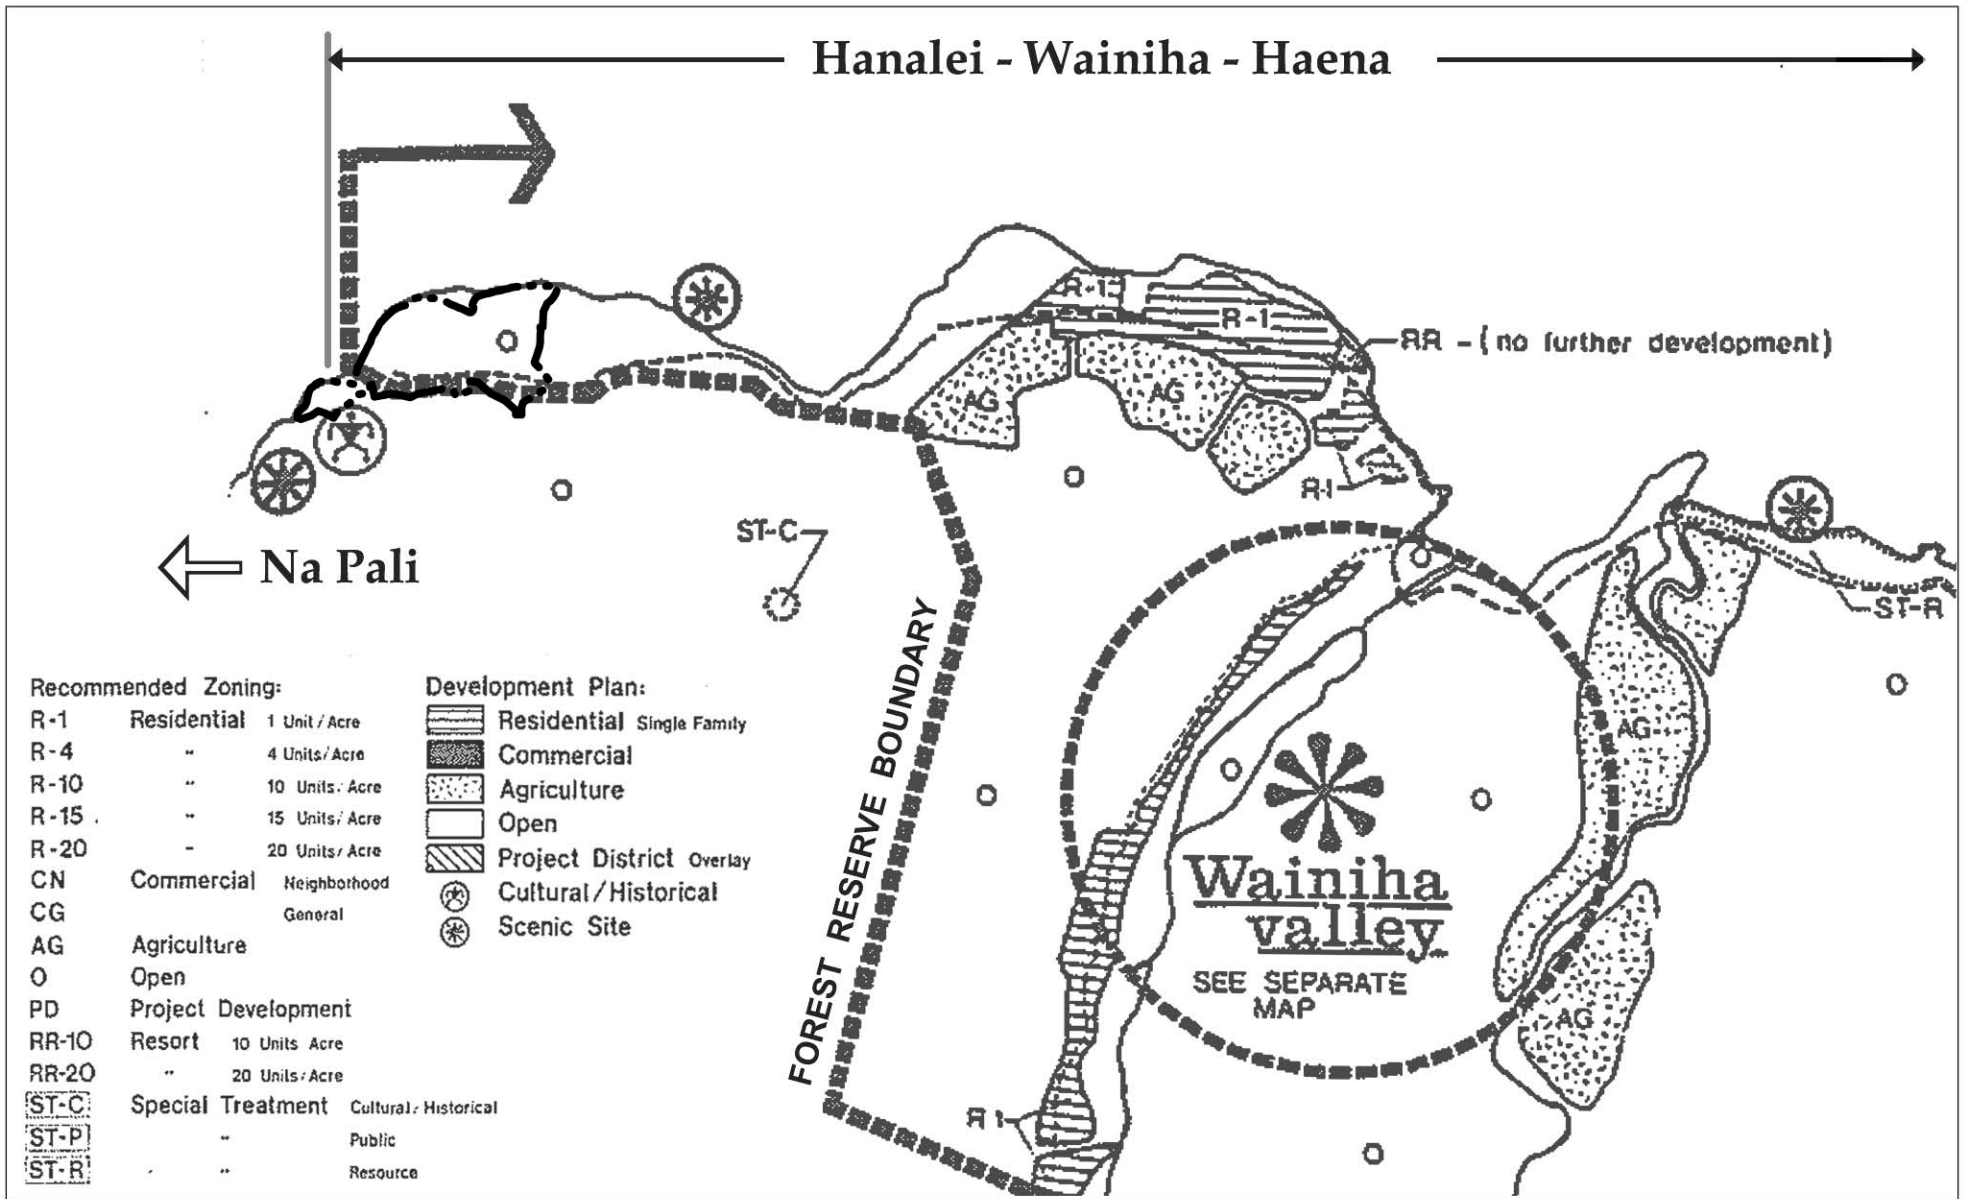 Hanalei - Wainiha - Haena
R-1
R-1
RR - (no further development)
AG
AG
O
R-1
O
O
ST-C
O
Na Pali
ST-R
O
FOREST RESERVE BOUNDARY
AG
O
O
O
Wainiha
valley
SEE SEPARATE
MAP
AG
R 1
O
Recommended Zoning:
R-1 Residential 1 Unit/Acre
R-4 " 4 Units/Acre
R-10 " 10 Units/Acre
R-15 " 15 Units/Acre
R-20 " 20 Units/Acre
CN Commercial Neighborhood
CG General
AG Agriculture
O Open
PD Project Development
RR-10 Resort 10 Units Acre
RR-20 " 20 Units/Acre
ST-C Special Treatment Cultural/Historical
ST-P " Public
ST-R " Resource
Development Plan:
Residential Single Family
Commercial
Agriculture
Open
Project District Overlay
Cultural/Historical
Scenic Site